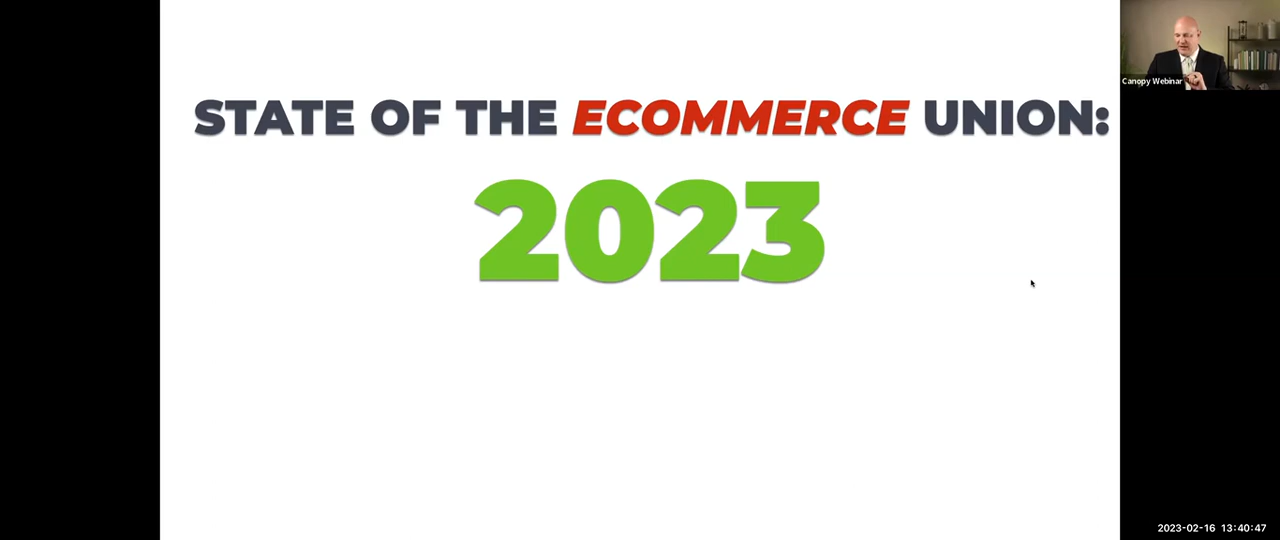 STATE OF THE ECOMMERCE UNION:
2023
Canopy Webinar
2023-02-16 13:40:47